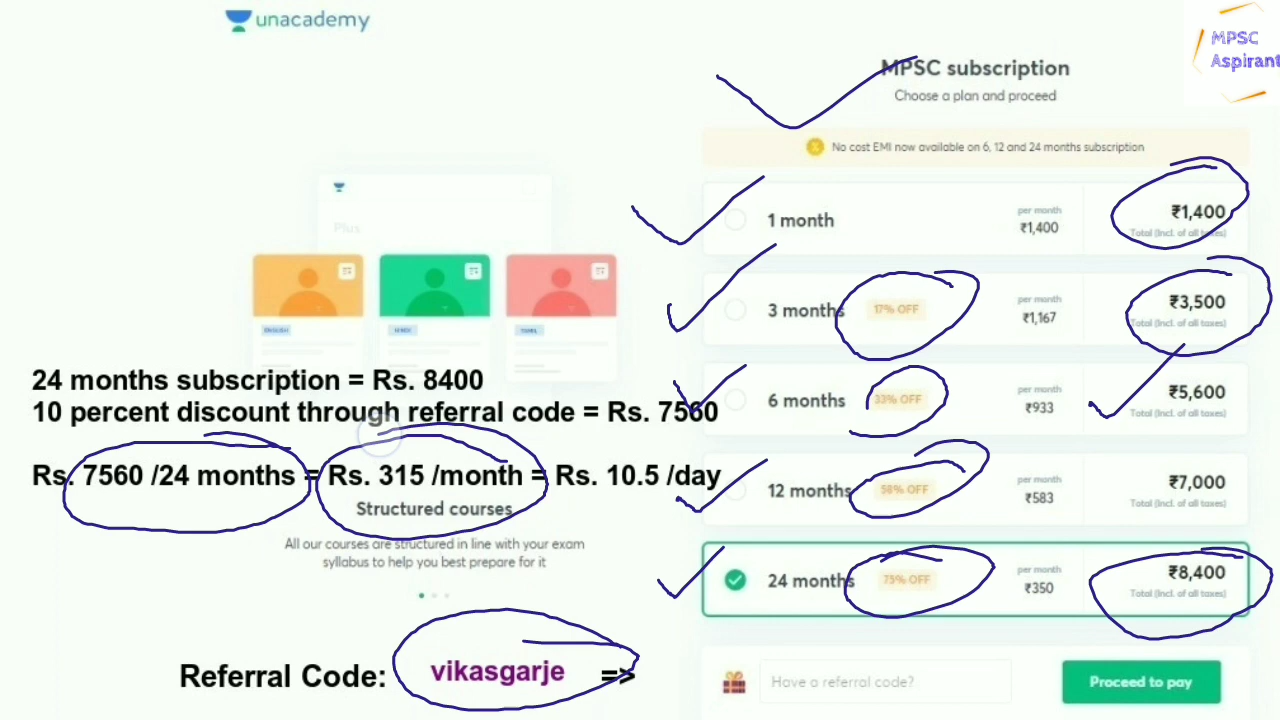 unacademy
MPSC
Aspirant
MPSC subscription
Choose a plan and proceed
No cost EMI now available on 6, 12 and 24 months subscription
1 month
per month
₹1,400
₹1,400
Total (Incl. of all taxes)
3 months
17% OFF
per month
₹1,167
₹3,500
Total (Incl. of all taxes)
6 months
33% OFF
per month
₹933
₹5,600
Total (Incl. of all taxes)
12 months
58% OFF
per month
₹583
₹7,000
Total (Incl. of all taxes)
24 months
75% OFF
per month
₹350
₹8,400
Total (Incl. of all taxes)
Have a referral code?
Proceed to pay
Plus
ENGLISH
HINDI
TAMIL
24 months subscription = Rs. 8400
10 percent discount through referral code = Rs. 7560
Rs. 7560 /24 months = Rs. 315 /month = Rs. 10.5 /day
Structured courses
All our courses are structured in line with your exam
syllabus to help you best prepare for it
Referral Code: vikasgarje =>